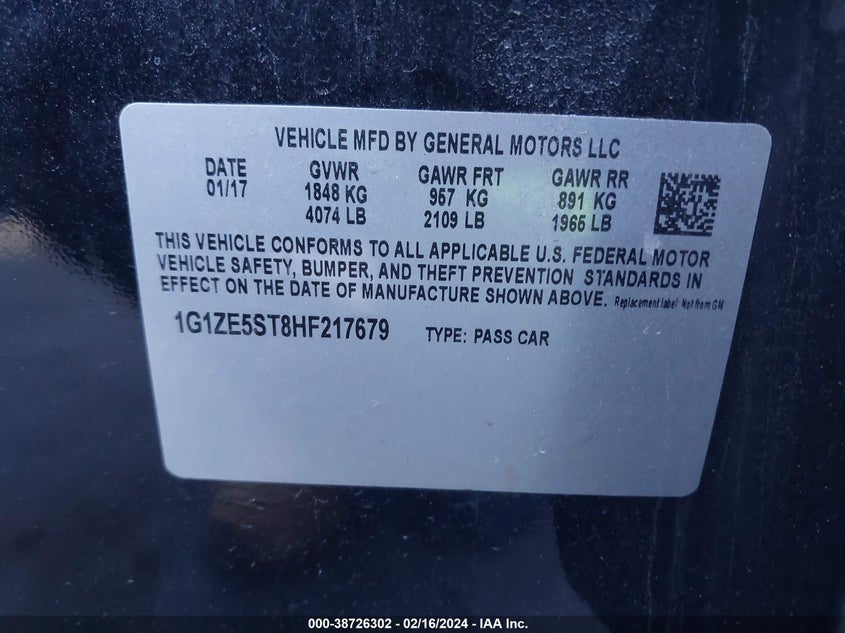 VEHICLE MFD BY GENERAL MOTORS LLC
DATE GVWR GAWR FRT GAWR RR
01/17 1848 KG 957 KG 891 KG
4074 LB 2109 LB 1965 LB
THIS VEHICLE CONFORMS TO ALL APPLICABLE U.S. FEDERAL MOTOR
VEHICLE SAFETY, BUMPER, AND THEFT PREVENTION STANDARDS IN
EFFECT ON THE DATE OF MANUFACTURE SHOWN ABOVE. Replacement label: Not from GM
1G1ZE5ST8HF217679 TYPE: PASS CAR
000-38726302 - 02/16/2024 - IAA Inc.